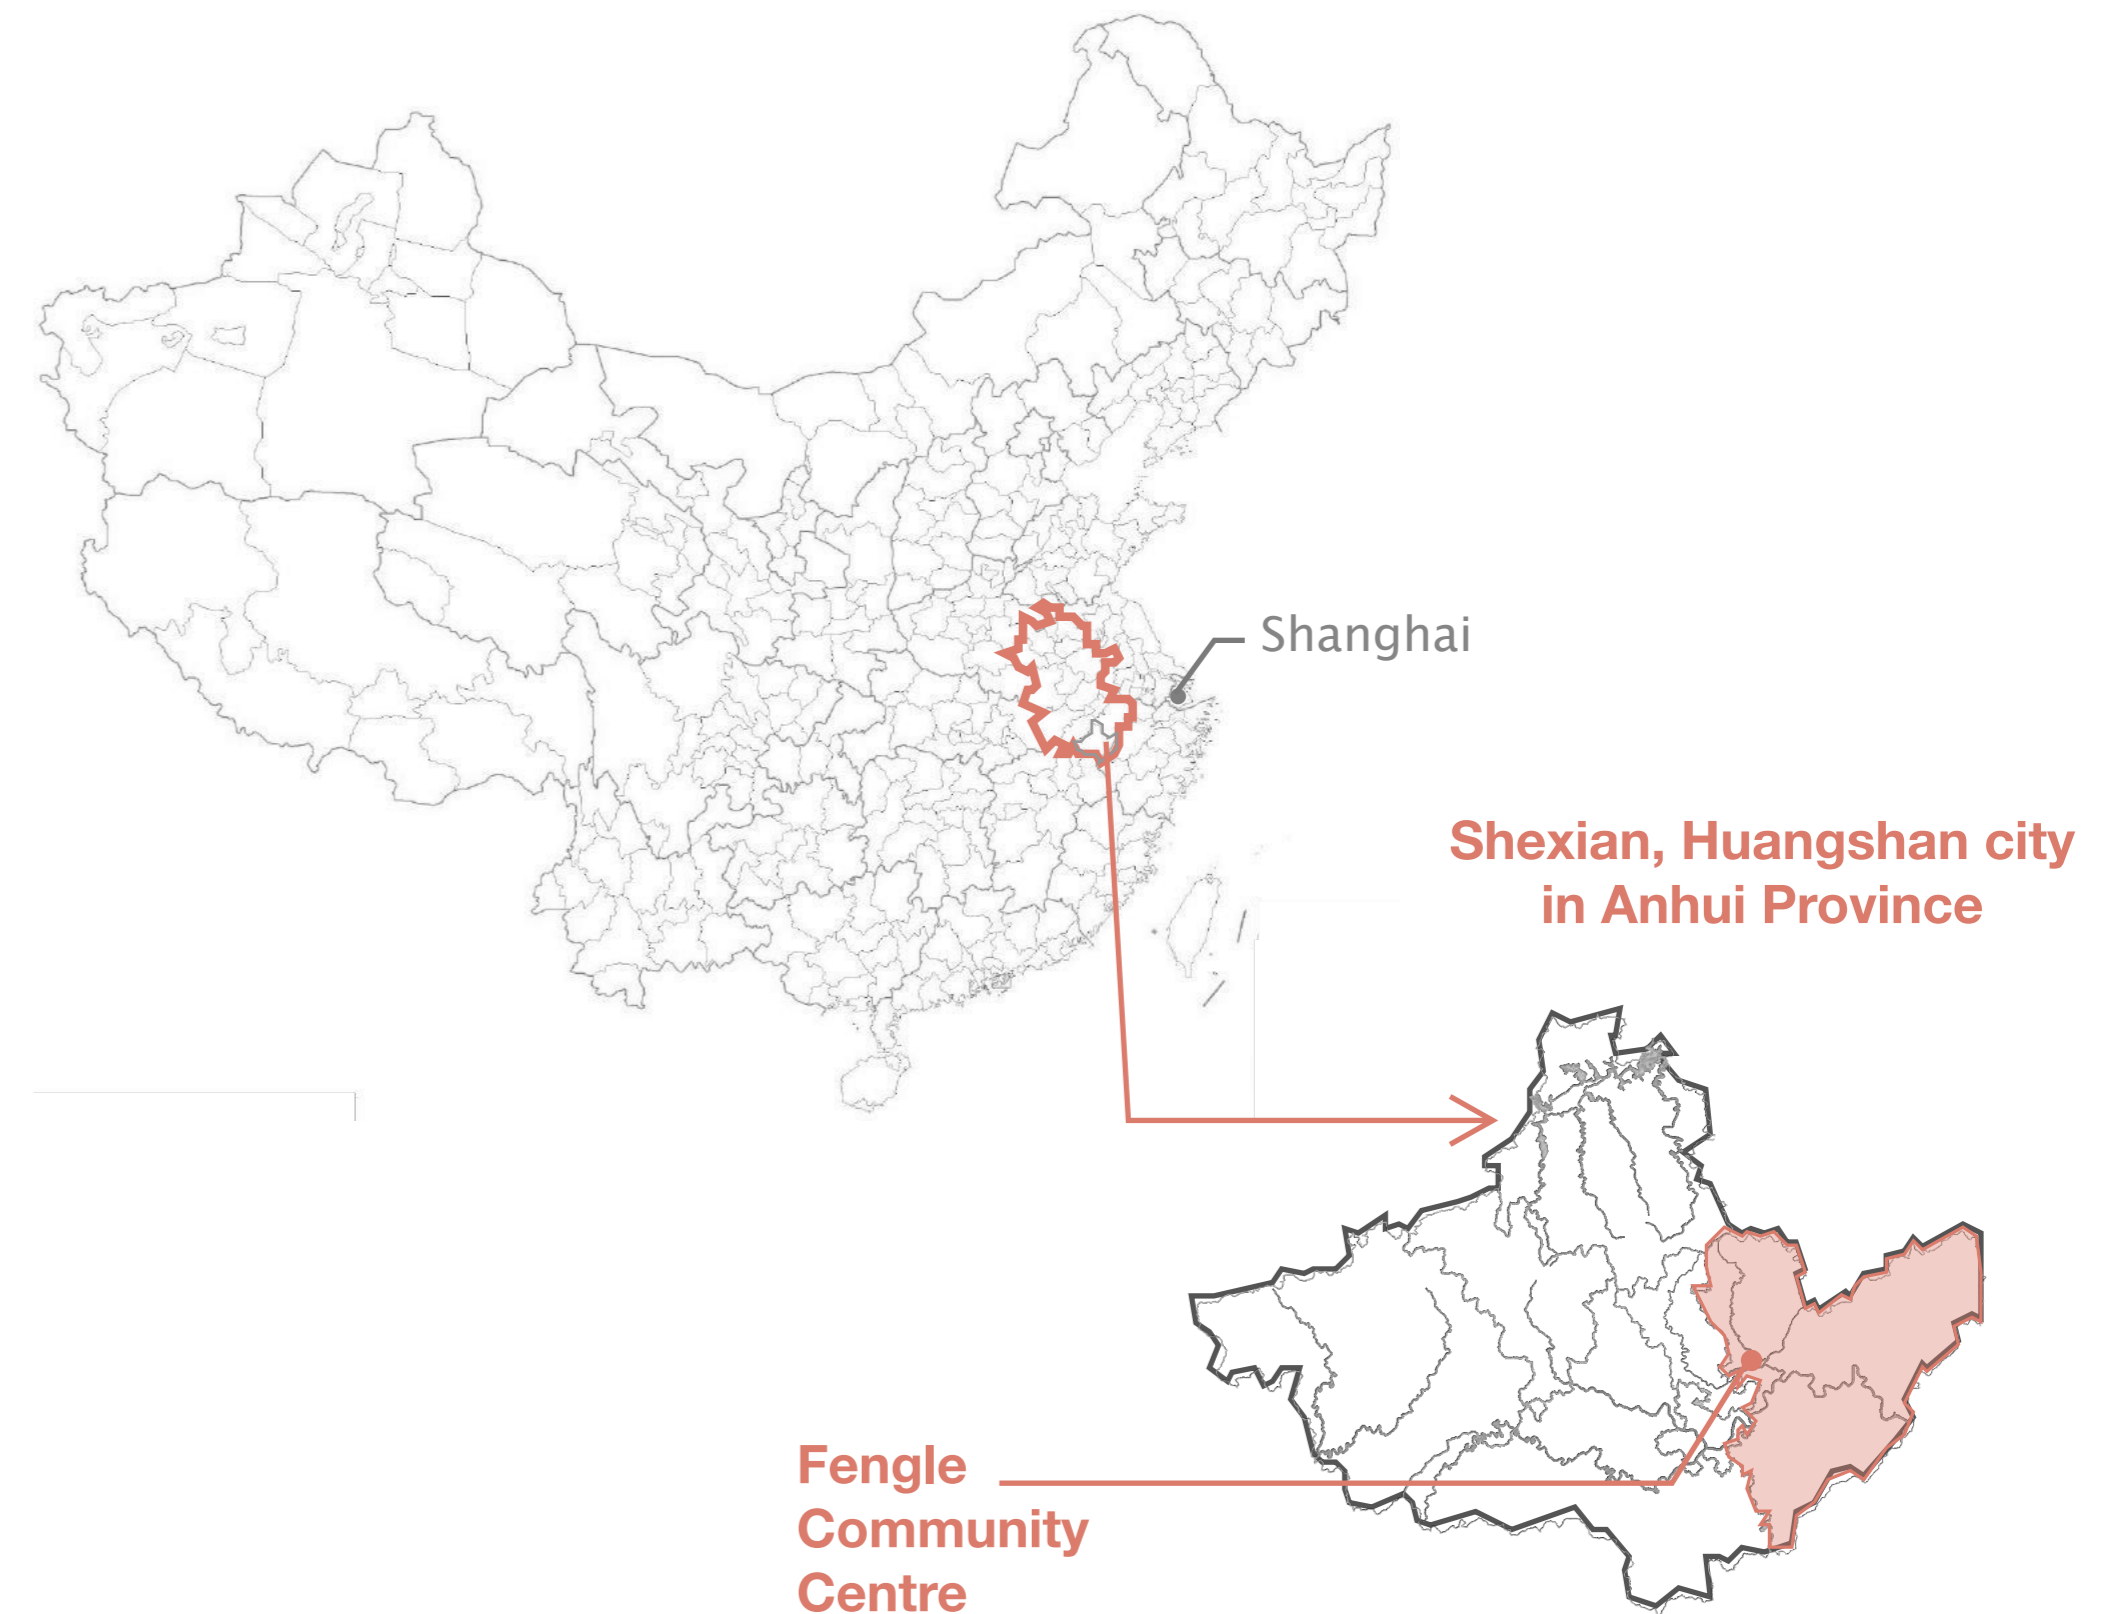 Shanghai
Shexian, Huangshan city
in Anhui Province
Fengle
Community
Centre